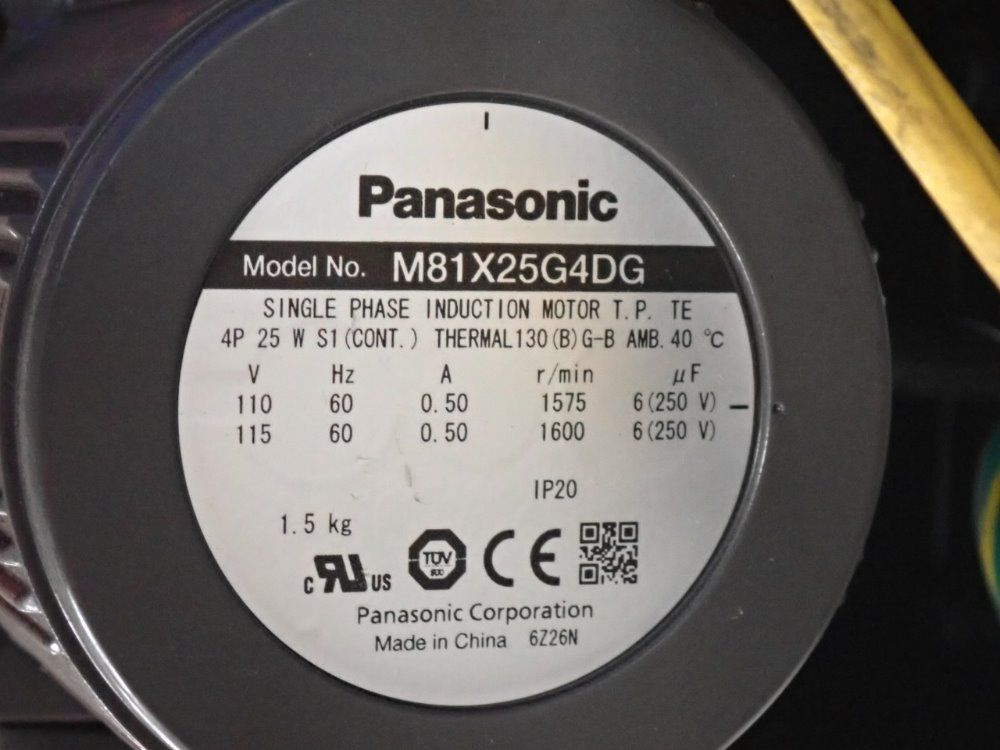 Panasonic
Model No. M81X25G4DG
SINGLE PHASE INDUCTION MOTOR T.P. TE
4P 25 W S1(CONT.) THERMAL130(B)G-B AMB.40 ℃
V Hz A r/min μF
110 60 0.50 1575 6(250 V)
115 60 0.50 1600 6(250 V)
IP20
1.5 kg
c RU US TÜV SÜD CE
Panasonic Corporation
Made in China 6Z26N